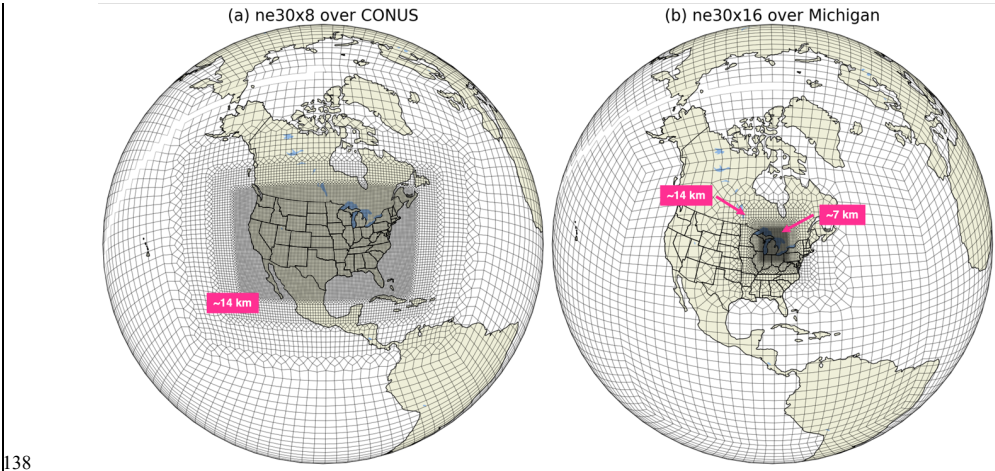 (a) ne30x8 over CONUS
(b) ne30x16 over Michigan
~14 km
~14 km
~7 km
138